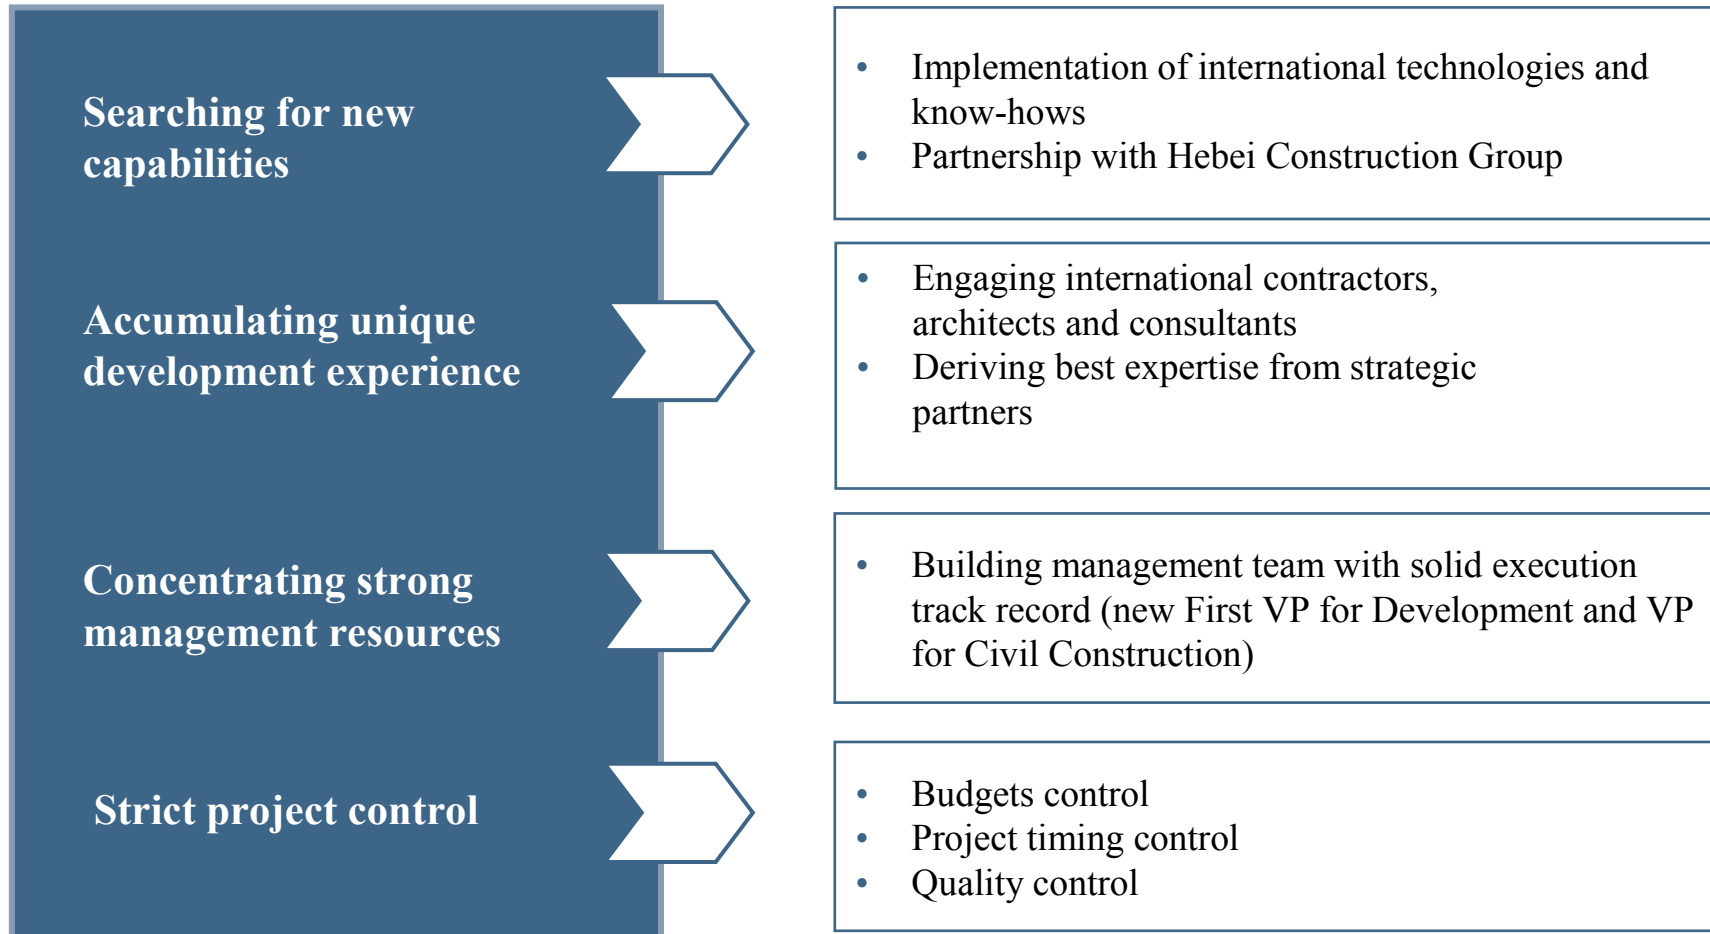 Searching for new
capabilities
• Implementation of international technologies and
know-hows
• Partnership with Hebei Construction Group
Accumulating unique
development experience
• Engaging international contractors,
architects and consultants
• Deriving best expertise from strategic
partners
Concentrating strong
management resources
• Building management team with solid execution
track record (new First VP for Development and VP
for Civil Construction)
Strict project control
• Budgets control
• Project timing control
• Quality control